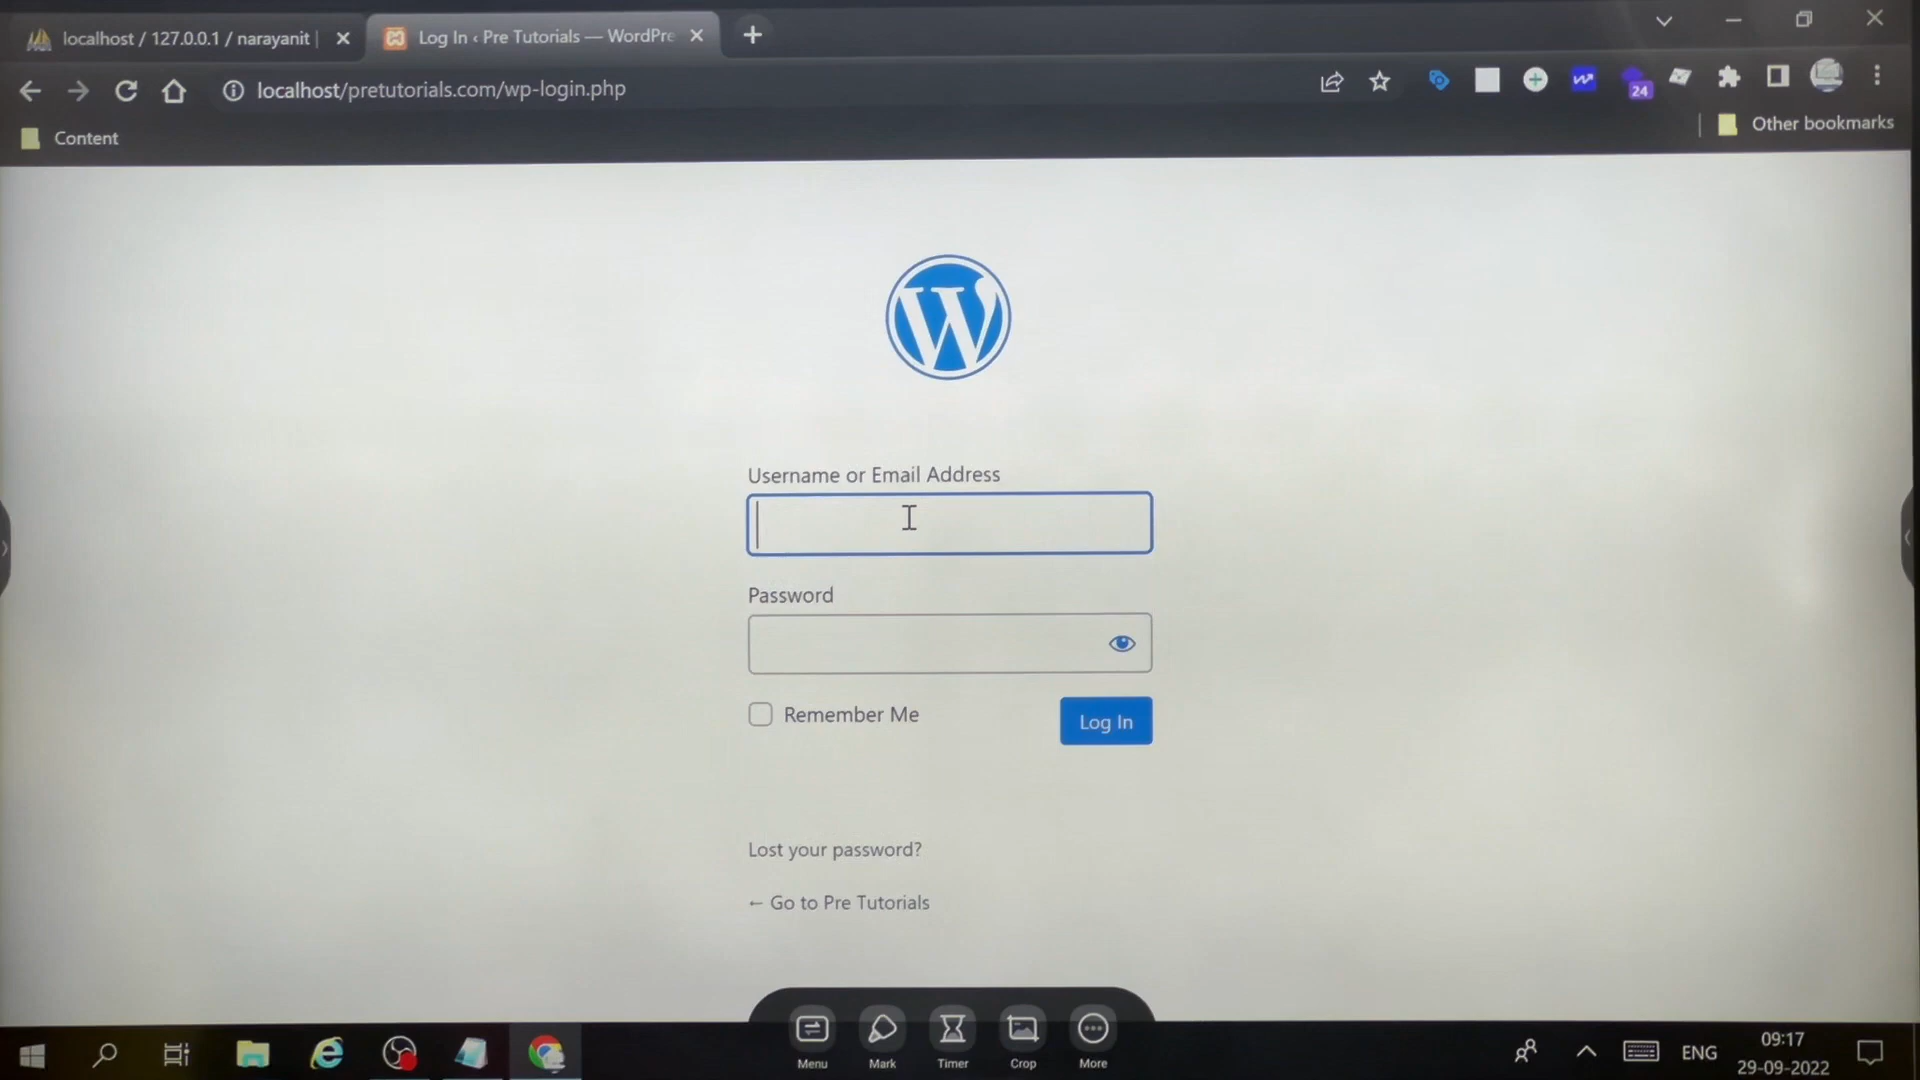 localhost / 127.0.0.1 / narayanit |
Log In ‹ Pre Tutorials — WordPre
localhost/pretutorials.com/wp-login.php
24
Content
Other bookmarks
Username or Email Address
Password
Remember Me
Log In
Lost your password?
← Go to Pre Tutorials
Menu
Mark
Timer
Crop
More
ENG
09:17
29-09-2022